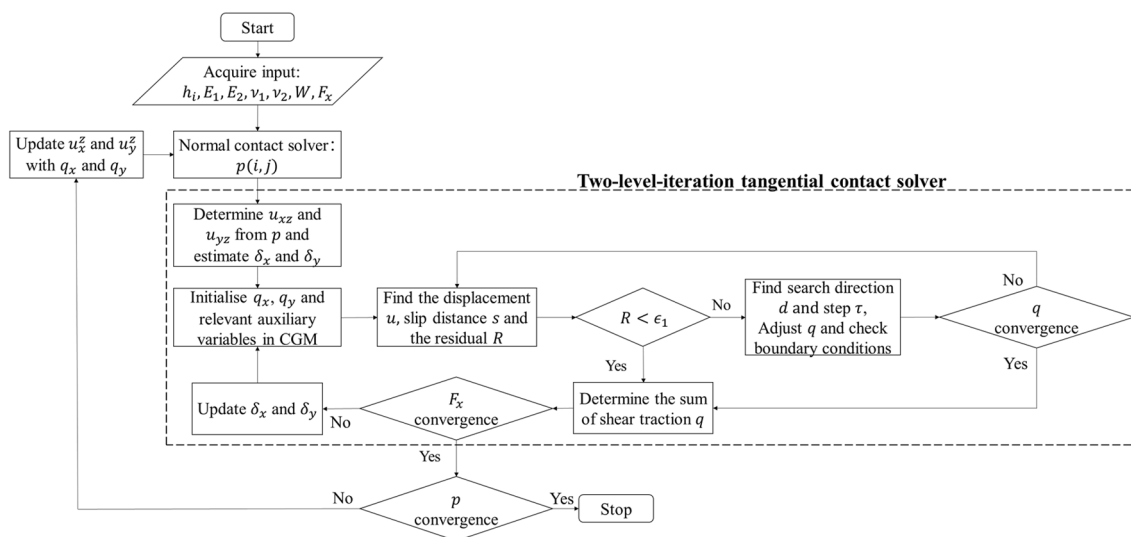 Start
Acquire input:
h_i, E_1, E_2, ν_1, ν_2, W, F_x
Update u_x^z and u_y^z
with q_x and q_y
Normal contact solver:
p(i, j)
Two-level-iteration tangential contact solver
Determine u_xz and
u_yz from p and
estimate δ_x and δ_y
Initialise q_x, q_y and
relevant auxiliary
variables in CGM
Find the displacement
u, slip distance s and
the residual R
R < ϵ_1
No
Yes
Find search direction
d and step τ,
Adjust q and check
boundary conditions
No
q
convergence
Yes
Update δ_x and δ_y
No
F_x
convergence
Determine the sum
of shear traction q
Yes
No
p
convergence
Yes
Stop